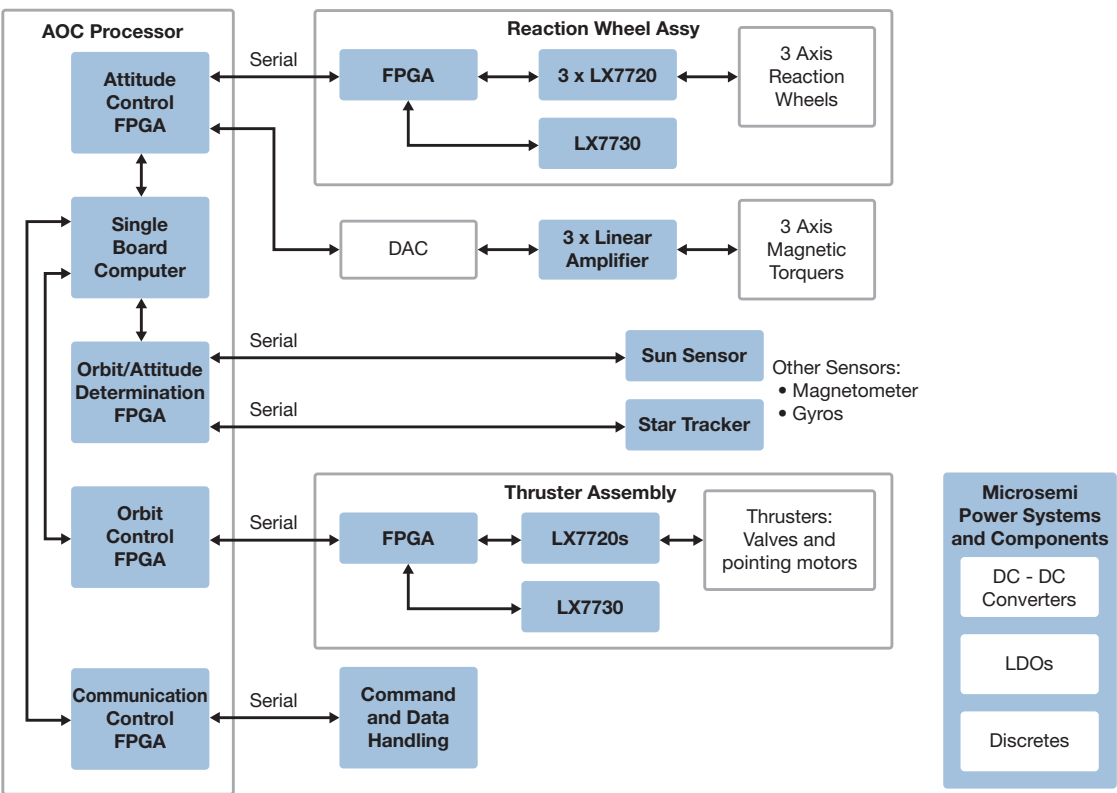 AOC Processor
Attitude
Control
FPGA
Single
Board
Computer
Orbit/Attitude
Determination
FPGA
Orbit
Control
FPGA
Communication
Control
FPGA
Serial
Reaction Wheel Assy
FPGA
3 x LX7720
LX7730
3 Axis
Reaction
Wheels
DAC
3 x Linear
Amplifier
3 Axis
Magnetic
Torquers
Serial
Sun Sensor
Serial
Star Tracker
Other Sensors:
• Magnetometer
• Gyros
Serial
Thruster Assembly
FPGA
LX7720s
LX7730
Thrusters:
Valves and
pointing motors
Serial
Command
and Data
Handling
Microsemi
Power Systems
and Components
DC - DC
Converters
LDOs
Discretes